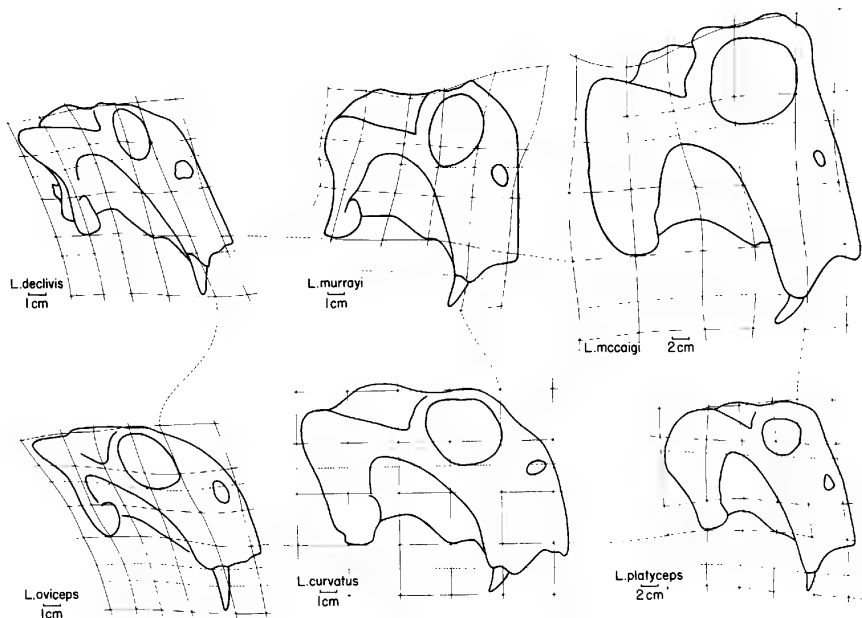 L.declivis
1cm
L.murrayi
1cm
L.mccaigi 2cm
L.oviceps
1cm
L.curvatus
1cm
L.platyceps
2cm